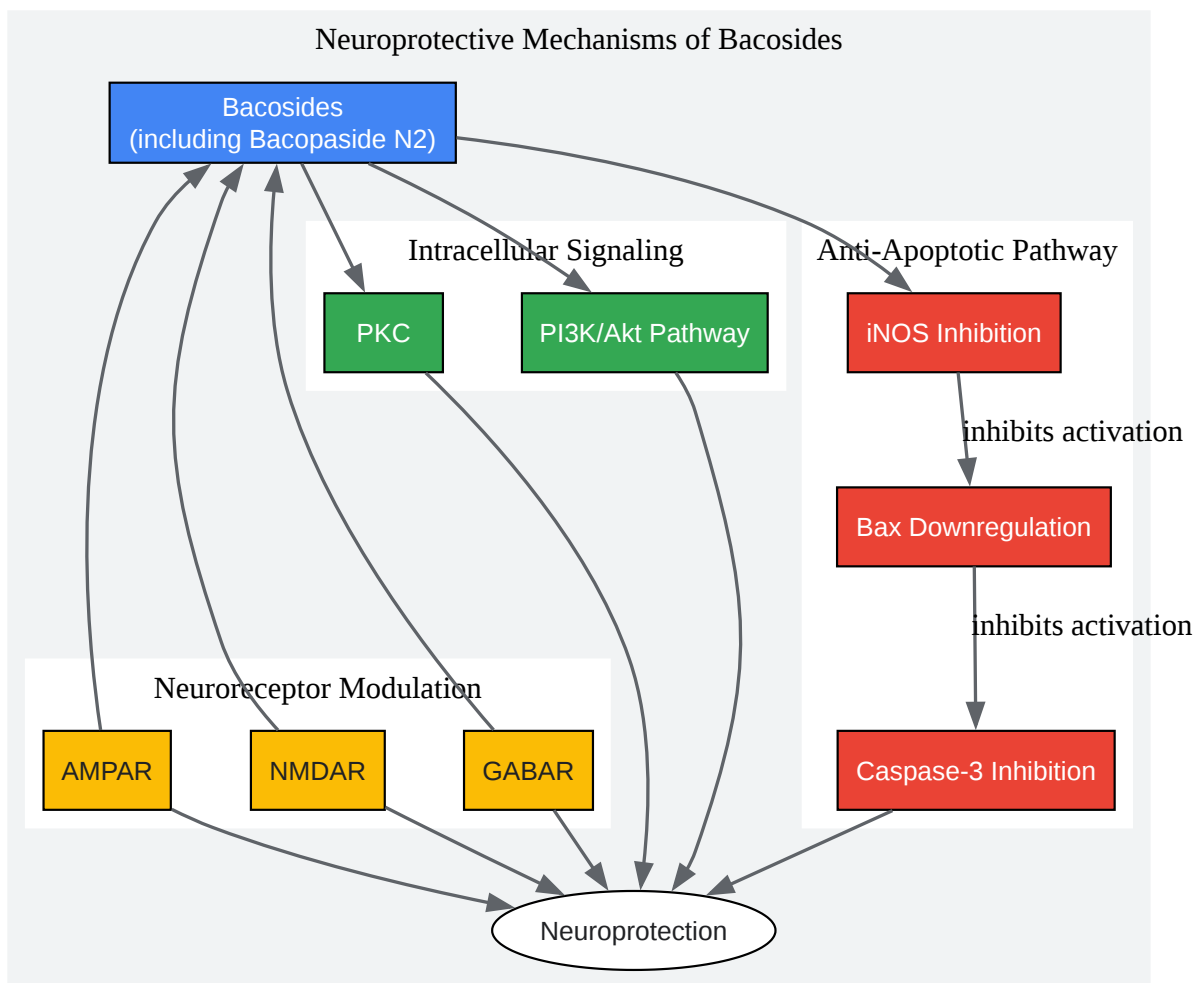 Neuroprotective Mechanisms of Bacosides
Bacosides
(including Bacopaside N2)
Intracellular Signaling
Anti-Apoptotic Pathway
PKC
PI3K/Akt Pathway
iNOS Inhibition
inhibits activation
Bax Downregulation
inhibits activation
Neuroreceptor Modulation
AMPAR
NMDAR
GABAR
Caspase-3 Inhibition
Neuroprotection